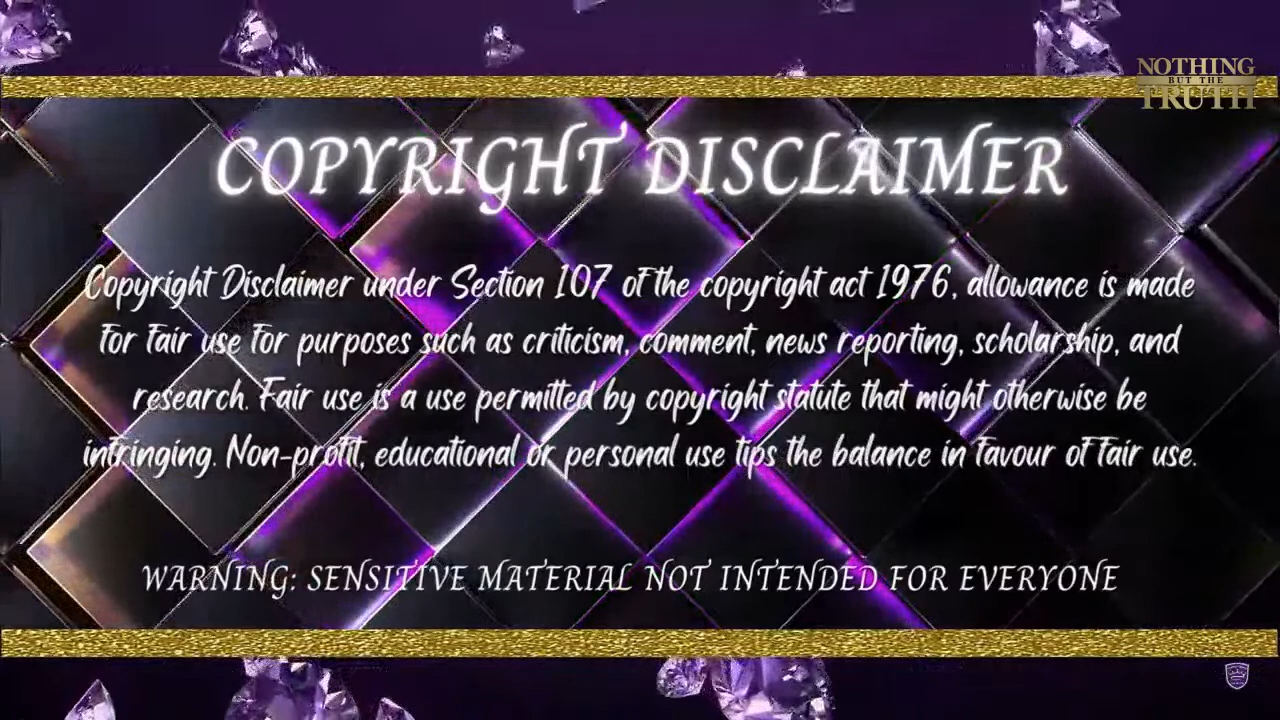 NOTHING
BUT THE
TRUTH
COPYRIGHT DISCLAIMER
Copyright Disclaimer under Section 107 of the copyright act 1976, allowance is made
for fair use for purposes such as criticism, comment, news reporting, scholarship, and
research. Fair use is a use permitted by copyright statute that might otherwise be
infringing. Non-profit, educational or personal use tips the balance in favour of fair use.
WARNING: SENSITIVE MATERIAL NOT INTENDED FOR EVERYONE